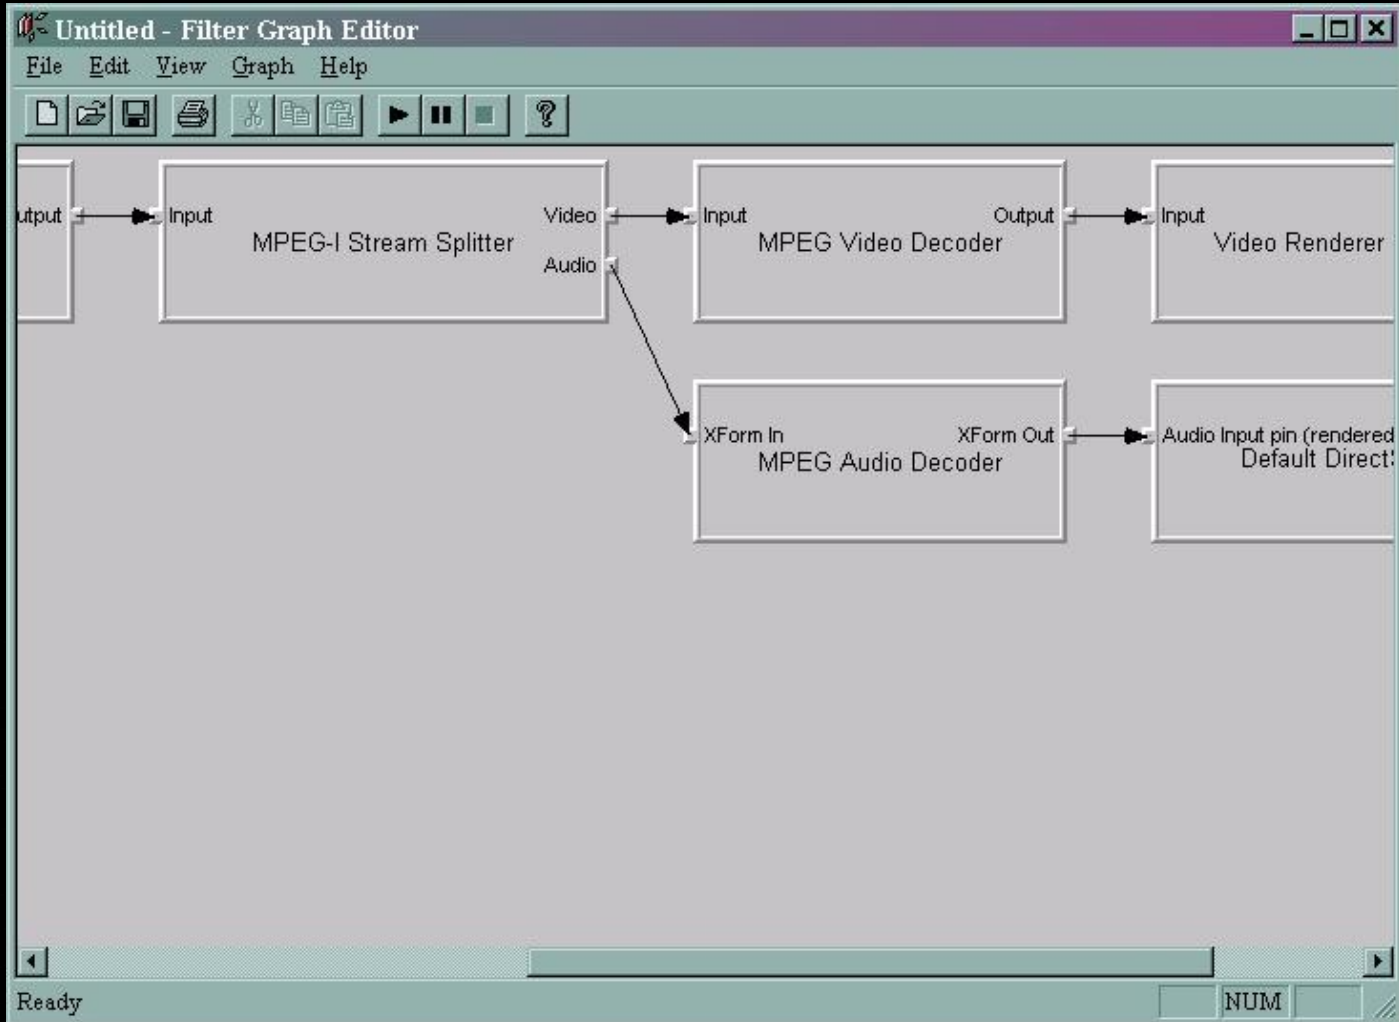 Untitled - Filter Graph Editor
File Edit View Graph Help
utput
Input
Video
MPEG-I Stream Splitter
Audio
Input
Output
MPEG Video Decoder
Input
Video Renderer
XForm In
XForm Out
MPEG Audio Decoder
Audio Input pin (rendered
Default DirectS
Ready
NUM